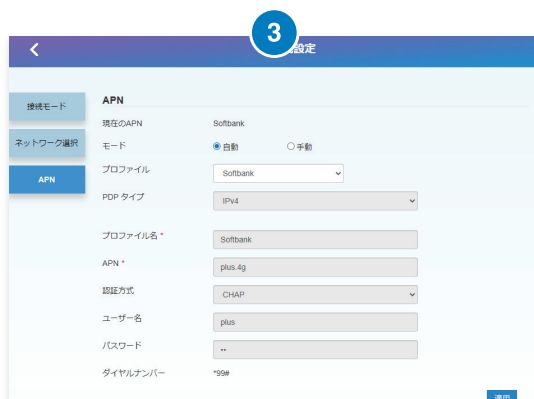 3
設定
接続モード
ネットワーク選択
APN
APN
現在のAPN Softbank
モード 自動 手動
プロファイル Softbank
PDP タイプ IPv4
プロファイル名 * Softbank
APN * plus.4g
認証方式 CHAP
ユーザー名 plus
パスワード ••
ダイヤルナンバー *99#
適用